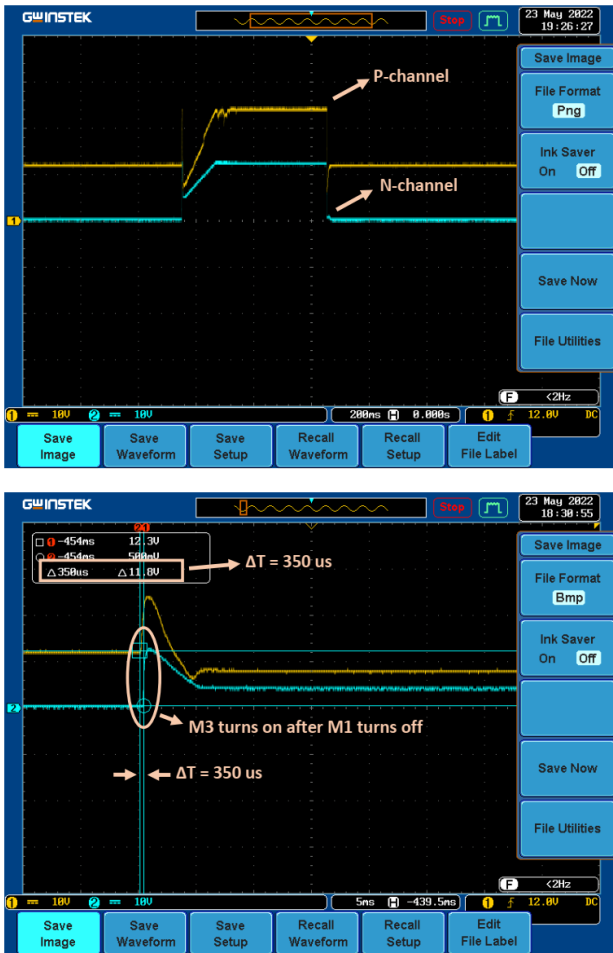 GWINSTEK
Stop
23 May 2022
19:26:27
P-channel
N-channel
1
Save Image
File Format
Png
Ink Saver
On Off
Save Now
File Utilities
F <2Hz
1 10V 2 10V 200ms H 0.000s 1 12.0V DC
Save Image
Save Waveform
Save Setup
Recall Waveform
Recall Setup
Edit File Label
GWINSTEK
Stop
23 May 2022
18:30:55
1 -454ms 12.3V
2 -454ms 500mV
△350us △11.8V
ΔT = 350 us
2
M3 turns on after M1 turns off
ΔT = 350 us
Save Image
File Format
Bmp
Ink Saver
On Off
Save Now
File Utilities
F <2Hz
1 10V 2 10V 5ms H -439.5ms 1 12.0V DC
Save Image
Save Waveform
Save Setup
Recall Waveform
Recall Setup
Edit File Label